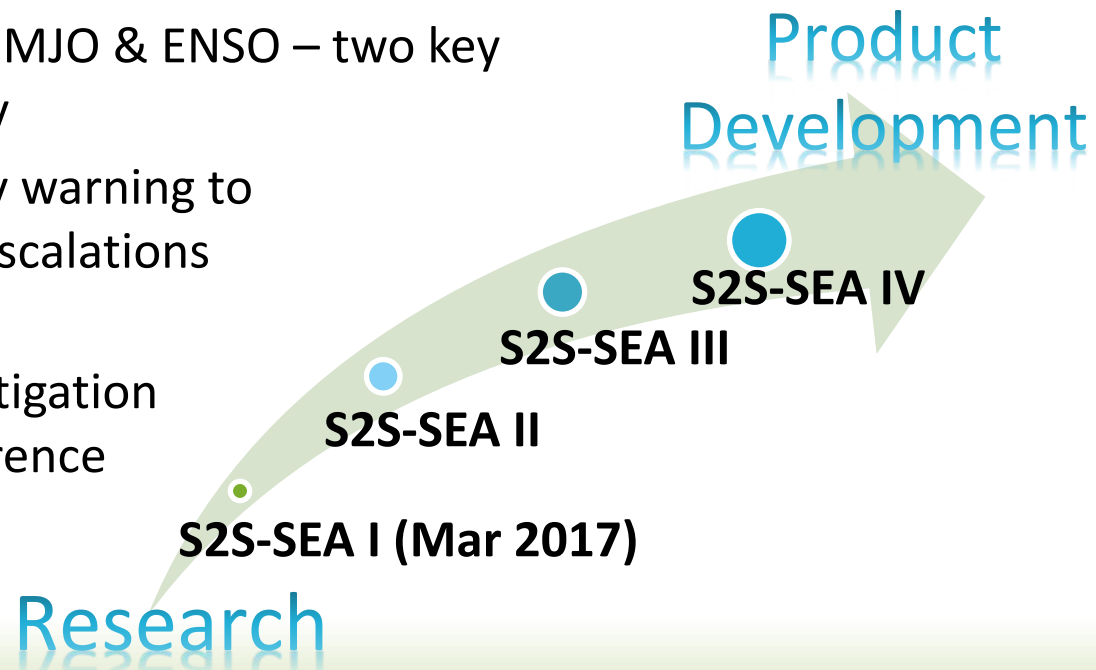 MJO & ENSO – two key
y
y warning to
scalations
tigation
rence
Product
Development
S2S-SEA IV
S2S-SEA III
S2S-SEA II
S2S-SEA I (Mar 2017)
Research